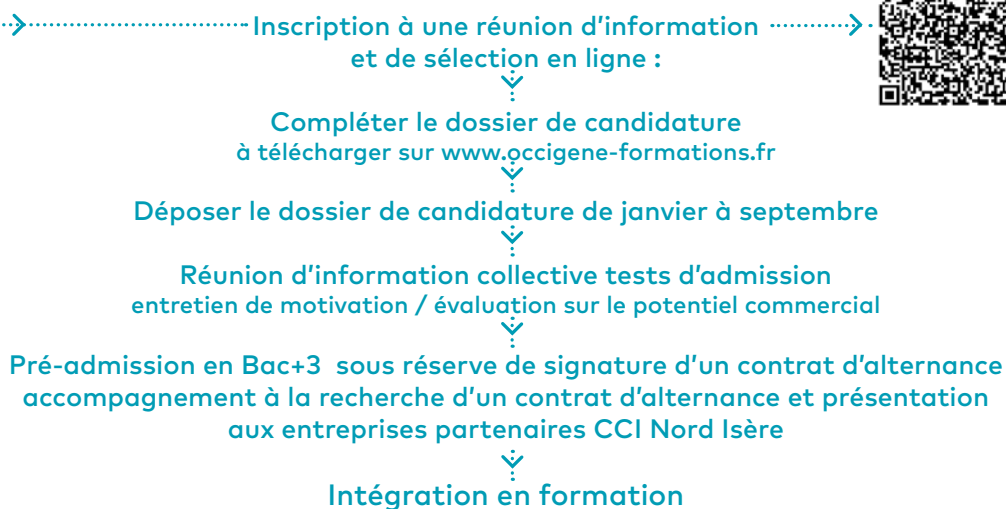 Inscription à une réunion d'information
et de sélection en ligne :
Compléter le dossier de candidature
à télécharger sur www.occigene-formations.fr
Déposer le dossier de candidature de janvier à septembre
Réunion d'information collective tests d'admission
entretien de motivation / évaluation sur le potentiel commercial
Pré-admission en Bac+3 sous réserve de signature d'un contrat d'alternance
accompagnement à la recherche d'un contrat d'alternance et présentation
aux entreprises partenaires CCI Nord Isère
Intégration en formation